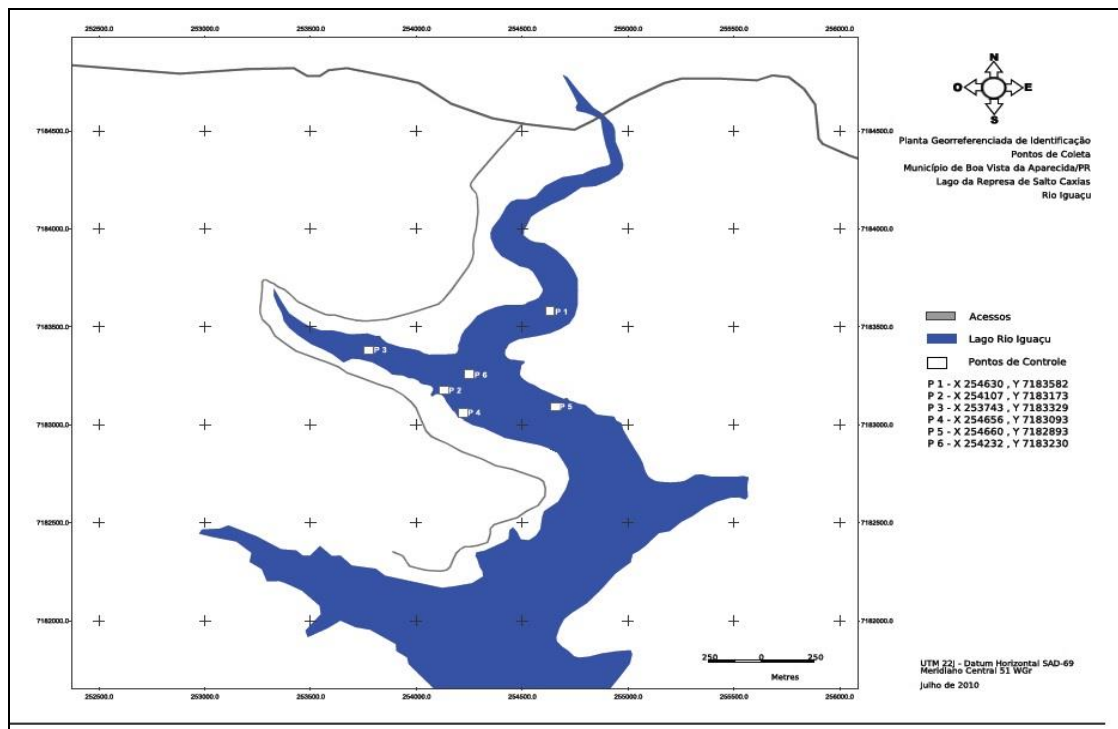 252500.0 253000.0 253500.0 254000.0 254500.0 255000.0 255500.0 256000.0
N
O E
S
Planta Georreferenciada de Identificação
Pontos de Coleta
Município de Boa Vista da Aparecida/PR
Lago da Represa de Salto Caxias
Rio Iguaçu
7184500.0 7184500.0
7184000.0 7184000.0
7183500.0 7183500.0
7183000.0 7183000.0
7182500.0 7182500.0
7182000.0 7182000.0
P 1
P 3
P 6
P 2
P 4
P 5
Acessos
Lago Rio Iguaçu
Pontos de Controle
P 1 - X 254630 , Y 7183582
P 2 - X 254107 , Y 7183173
P 3 - X 253743 , Y 7183329
P 4 - X 254656 , Y 7183093
P 5 - X 254660 , Y 7182893
P 6 - X 254232 , Y 7183230
250 0 250
Metres
UTM 22J - Datum Horizontal SAD-69
Meridiano Central 51 WGr
Julho de 2010
252500.0 253000.0 253500.0 254000.0 254500.0 255000.0 255500.0 256000.0